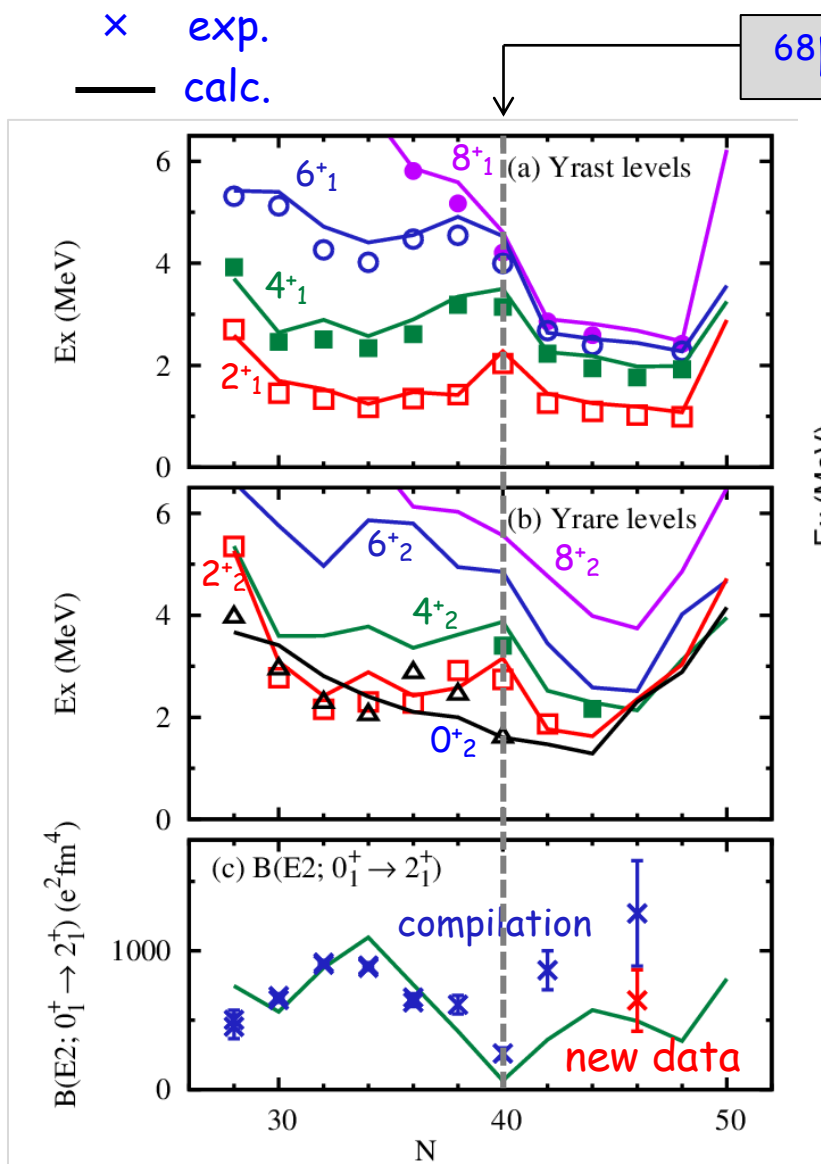 × exp.
— calc.
68
6
4
2
0
Ex (MeV)
(a) Yrast levels
8⁺₁
6⁺₁
4⁺₁
2⁺₁
6
4
2
0
Ex (MeV)
(b) Yrare levels
6⁺₂
8⁺₂
2⁺₂
4⁺₂
0⁺₂
1000
0
B(E2; 0⁺₁ → 2⁺₁) (e²fm⁴)
(c) B(E2; 0⁺₁ → 2⁺₁)
compilation
new data
30 40 50
N